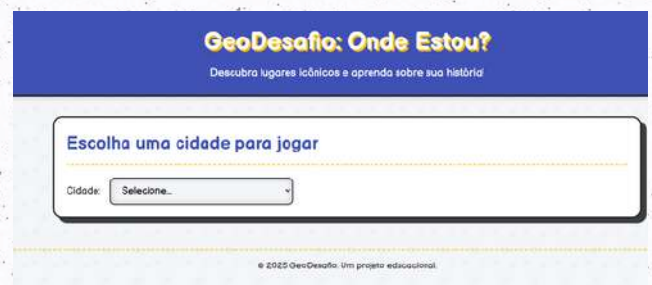 GeoDesafio: Onde Estou?
Descubra lugares icônicos e aprenda sobre sua história!
Escolha uma cidade para jogar
Cidade: Selecione...
© 2025 GeoDesafio. Um projeto educacional.